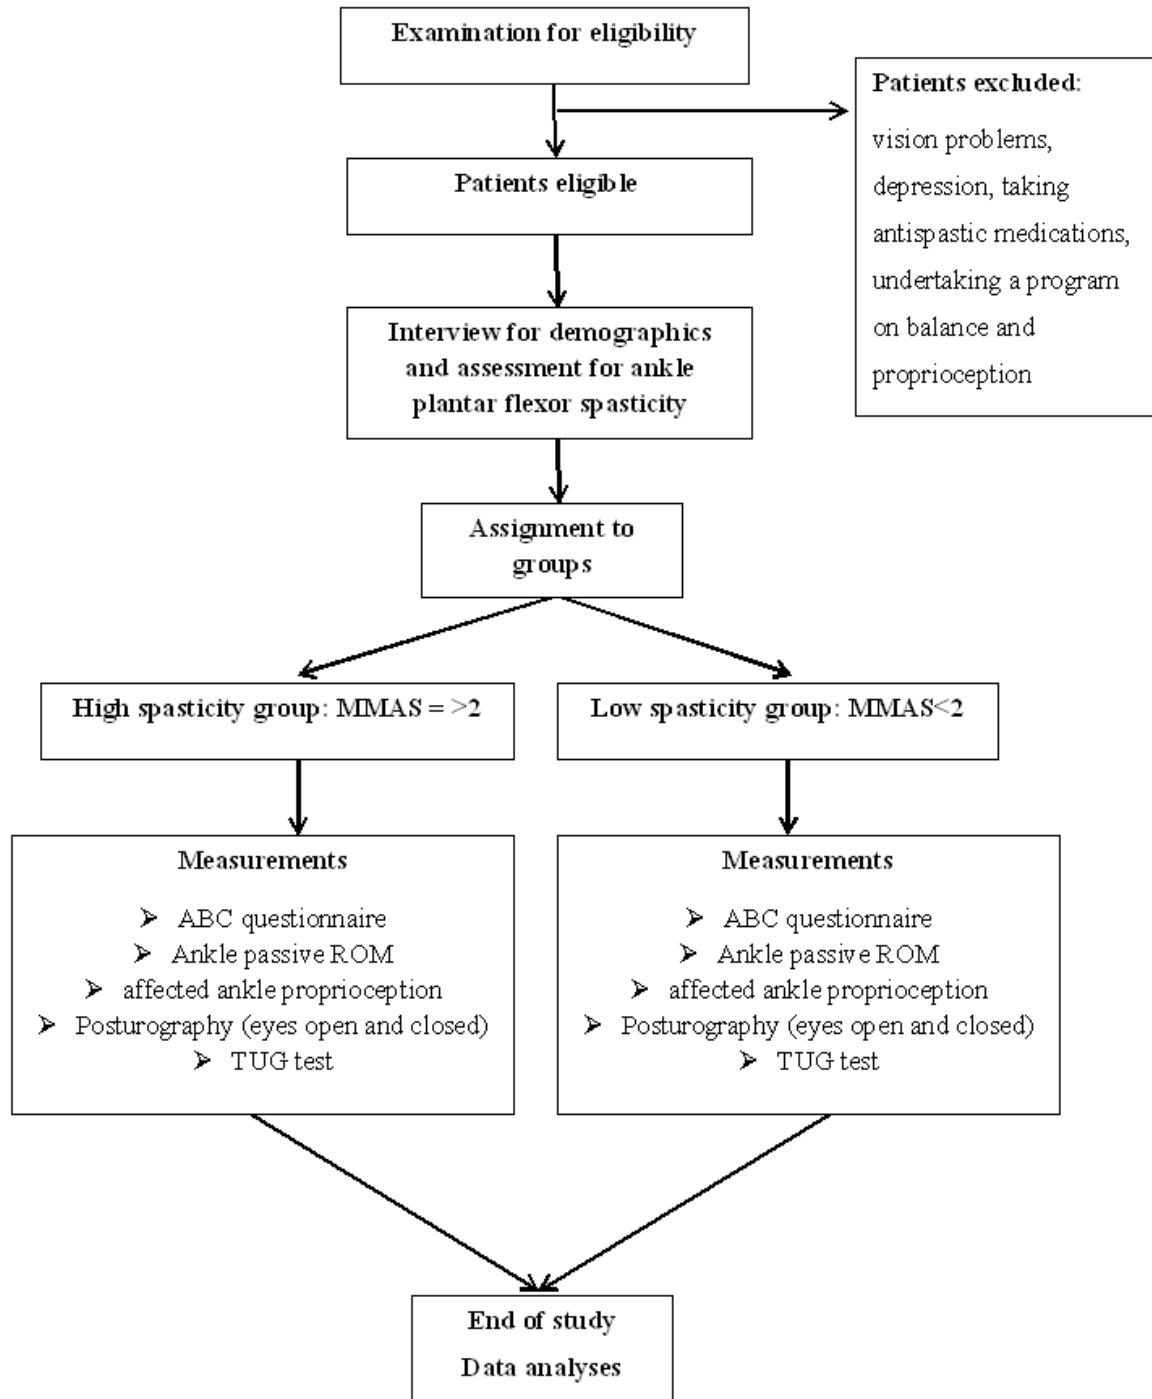 Examination for eligibility
Patients excluded:
vision problems,
depression, taking
antispastic medications,
undertaking a program
on balance and
proprioception
Patients eligible
Interview for demographics
and assessment for ankle
plantar flexor spasticity
Assignment to
groups
High spasticity group: MMAS = >2
Low spasticity group: MMAS<2
Measurements
➢ ABC questionnaire
➢ Ankle passive ROM
➢ affected ankle proprioception
➢ Posturography (eyes open and closed)
➢ TUG test
Measurements
➢ ABC questionnaire
➢ Ankle passive ROM
➢ affected ankle proprioception
➢ Posturography (eyes open and closed)
➢ TUG test
End of study
Data analyses